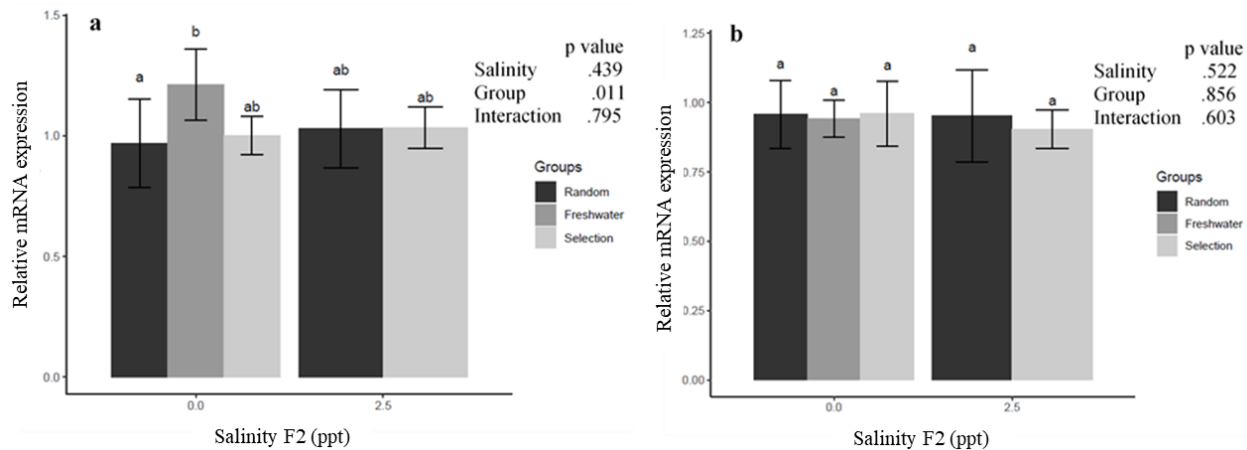 a
1.5
1.0
0.5
0.0
Relative mRNA expression
a
b
ab
ab
ab
p value
Salinity .439
Group .011
Interaction .795
Groups
Random
Freshwater
Selection
0.0
2.5
Salinity F2 (ppt)
b
1.25
1.00
0.75
0.50
0.25
0.00
Relative mRNA expression
a
a
a
a
a
p value
Salinity .522
Group .856
Interaction .603
Groups
Random
Freshwater
Selection
0.0
2.5
Salinity F2 (ppt)